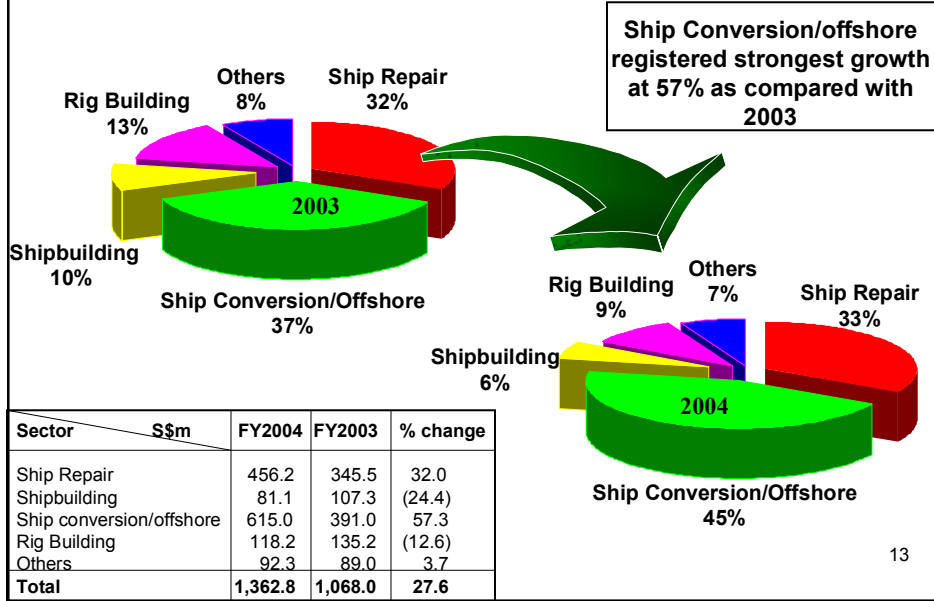 Ship Conversion/offshore
registered strongest growth
at 57% as compared with
2003
Others
8%
Ship Repair
32%
Rig Building
13%
2003
Shipbuilding
10%
Ship Conversion/Offshore
37%
Others
7%
Rig Building
9%
Ship Repair
33%
Shipbuilding
6%
2004
Ship Conversion/Offshore
45%
Sector S$m FY2004 FY2003 % change
Ship Repair 456.2 345.5 32.0
Shipbuilding 81.1 107.3 (24.4)
Ship conversion/offshore 615.0 391.0 57.3
Rig Building 118.2 135.2 (12.6)
Others 92.3 89.0 3.7
Total 1,362.8 1,068.0 27.6
13